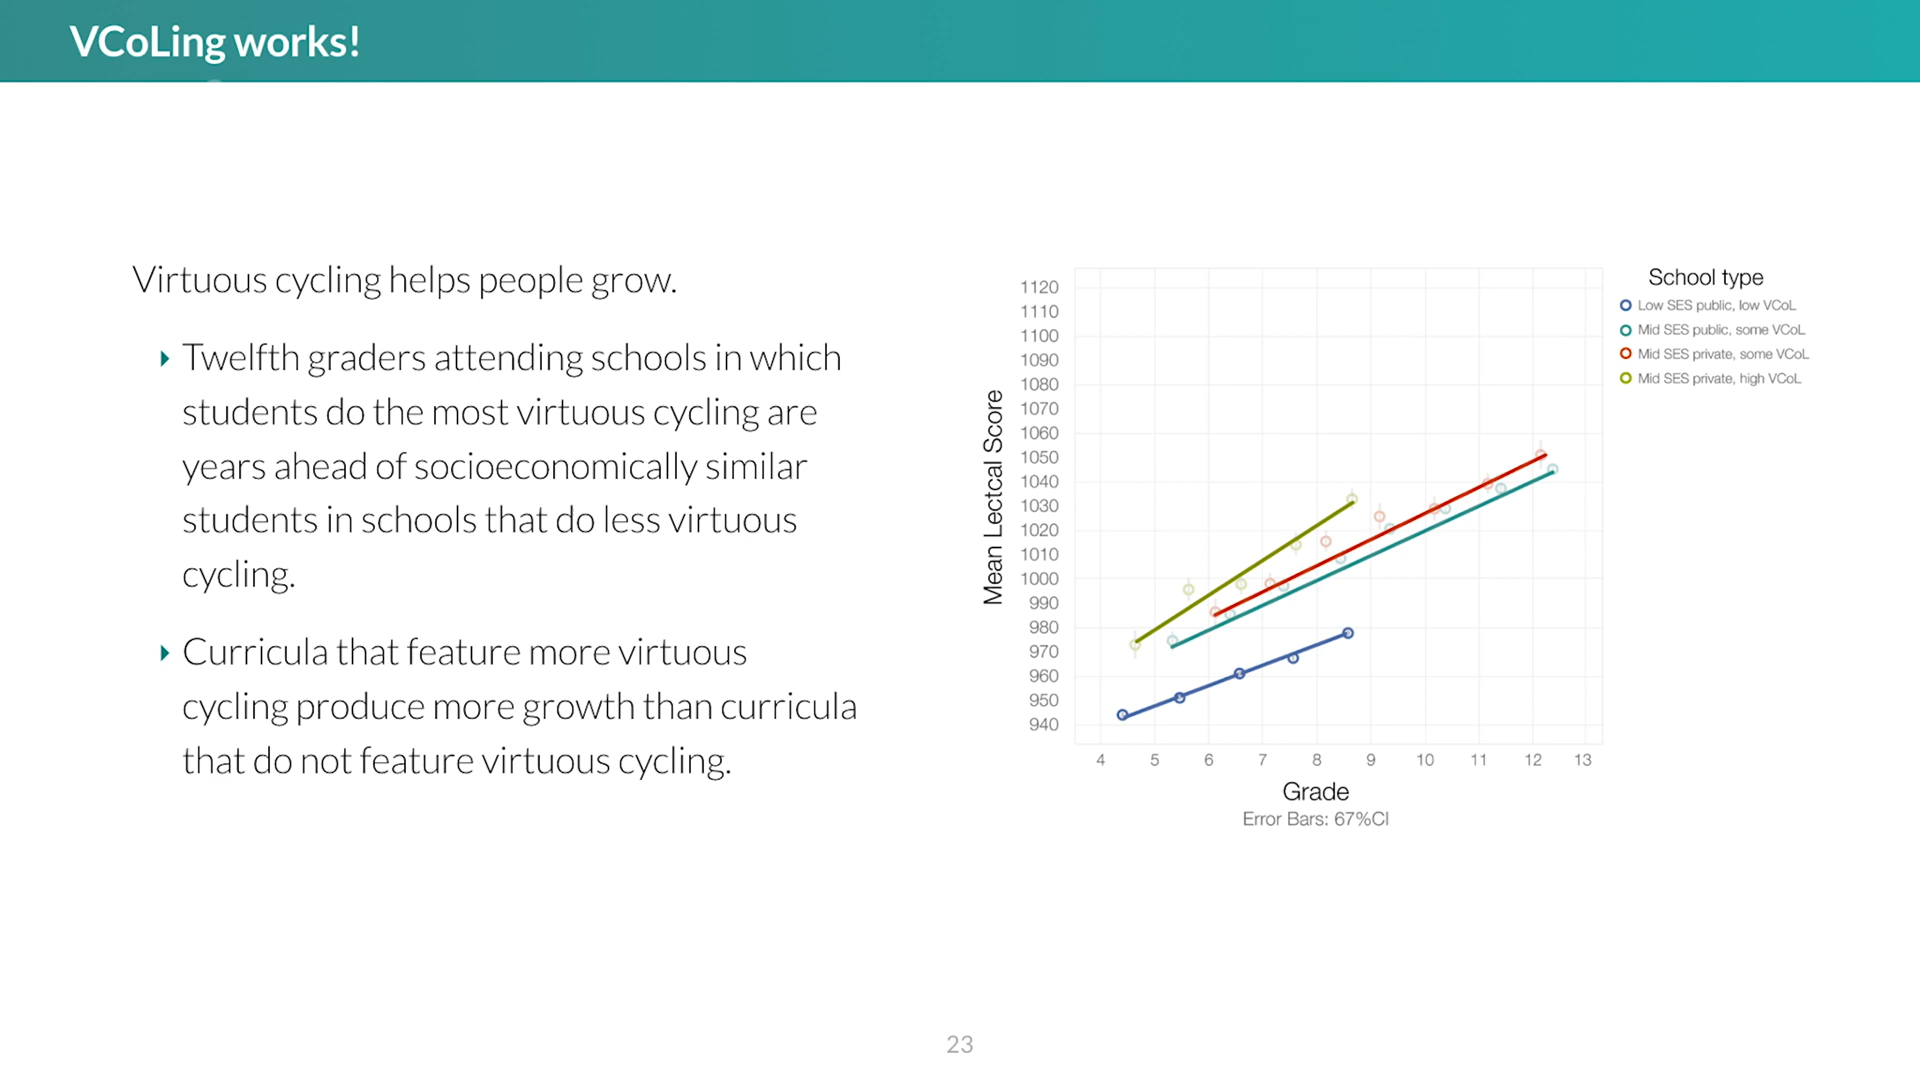 VCoLing works!
Virtuous cycling helps people grow.
Twelfth graders attending schools in which
students do the most virtuous cycling are
years ahead of socioeconomically similar
students in schools that do less virtuous
cycling.
Curricula that feature more virtuous
cycling produce more growth than curricula
that do not feature virtuous cycling.
Mean Lectcal Score
1120
1110
1100
1090
1080
1070
1060
1050
1040
1030
1020
1010
1000
990
980
970
960
950
940
4 5 6 7 8 9 10 11 12 13
Grade
Error Bars: 67%CI
School type
Low SES public, low VCoL
Mid SES public, some VCoL
Mid SES private, some VCoL
Mid SES private, high VCoL
23